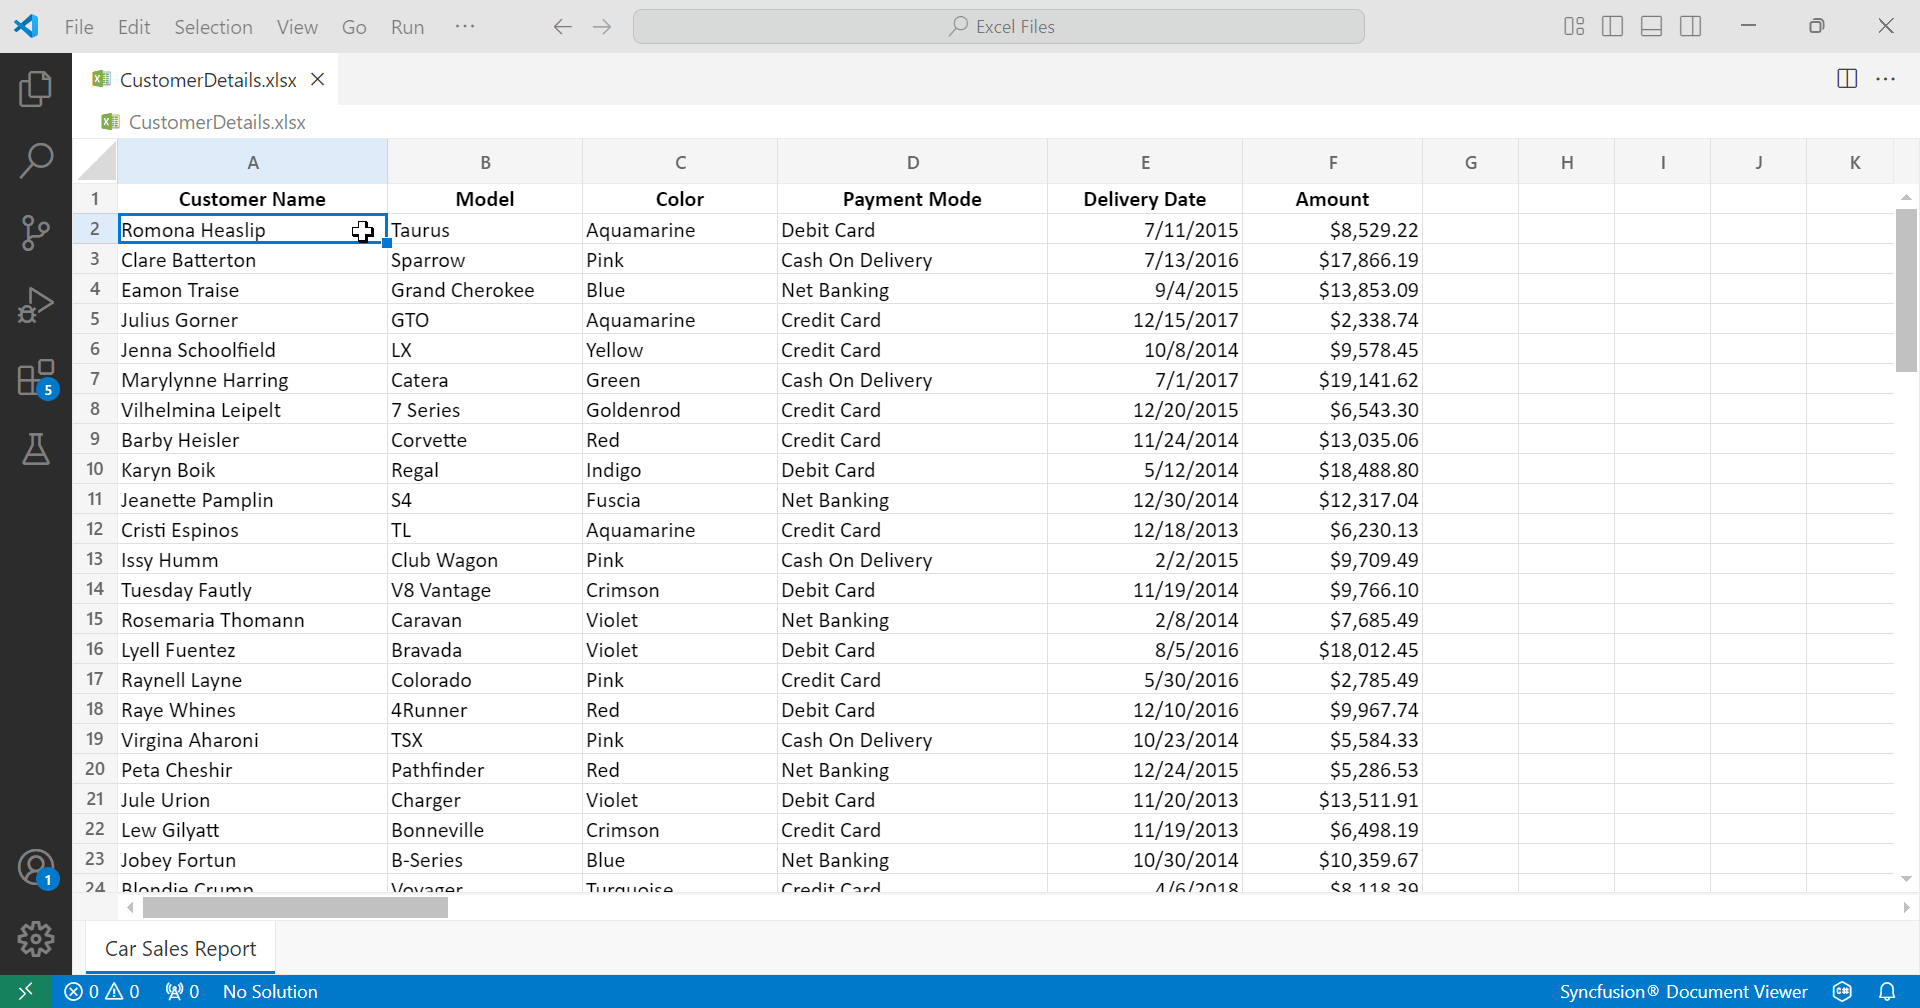 File Edit Selection View Go Run ··· Excel Files
CustomerDetails.xlsx
CustomerDetails.xlsx
A B C D E F G H I J K
1 Customer Name Model Color Payment Mode Delivery Date Amount
2 Romona Heaslip Taurus Aquamarine Debit Card 7/11/2015 $8,529.22
3 Clare Batterton Sparrow Pink Cash On Delivery 7/13/2016 $17,866.19
4 Eamon Traise Grand Cherokee Blue Net Banking 9/4/2015 $13,853.09
5 Julius Gorner GTO Aquamarine Credit Card 12/15/2017 $2,338.74
6 Jenna Schoolfield LX Yellow Credit Card 10/8/2014 $9,578.45
7 Marylynne Harring Catera Green Cash On Delivery 7/1/2017 $19,141.62
8 Vilhelmina Leipelt 7 Series Goldenrod Credit Card 12/20/2015 $6,543.30
9 Barby Heisler Corvette Red Credit Card 11/24/2014 $13,035.06
10 Karyn Boik Regal Indigo Debit Card 5/12/2014 $18,488.80
11 Jeanette Pamplin S4 Fuscia Net Banking 12/30/2014 $12,317.04
12 Cristi Espinos TL Aquamarine Credit Card 12/18/2013 $6,230.13
13 Issy Humm Club Wagon Pink Cash On Delivery 2/2/2015 $9,709.49
14 Tuesday Fautly V8 Vantage Crimson Debit Card 11/19/2014 $9,766.10
15 Rosemaria Thomann Caravan Violet Net Banking 2/8/2014 $7,685.49
16 Lyell Fuentez Bravada Violet Debit Card 8/5/2016 $18,012.45
17 Raynell Layne Colorado Pink Credit Card 5/30/2016 $2,785.49
18 Raye Whines 4Runner Red Debit Card 12/10/2016 $9,967.74
19 Virgina Aharoni TSX Pink Cash On Delivery 10/23/2014 $5,584.33
20 Peta Cheshir Pathfinder Red Net Banking 12/24/2015 $5,286.53
21 Jule Urion Charger Violet Debit Card 11/20/2013 $13,511.91
22 Lew Gilyatt Bonneville Crimson Credit Card 11/19/2013 $6,498.19
23 Jobey Fortun B-Series Blue Net Banking 10/30/2014 $10,359.67
24 Blondie Crump Voyager Turquoise Credit Card 4/6/2018 $8,118.39
5
1
Car Sales Report
0 0 0 No Solution Syncfusion® Document Viewer